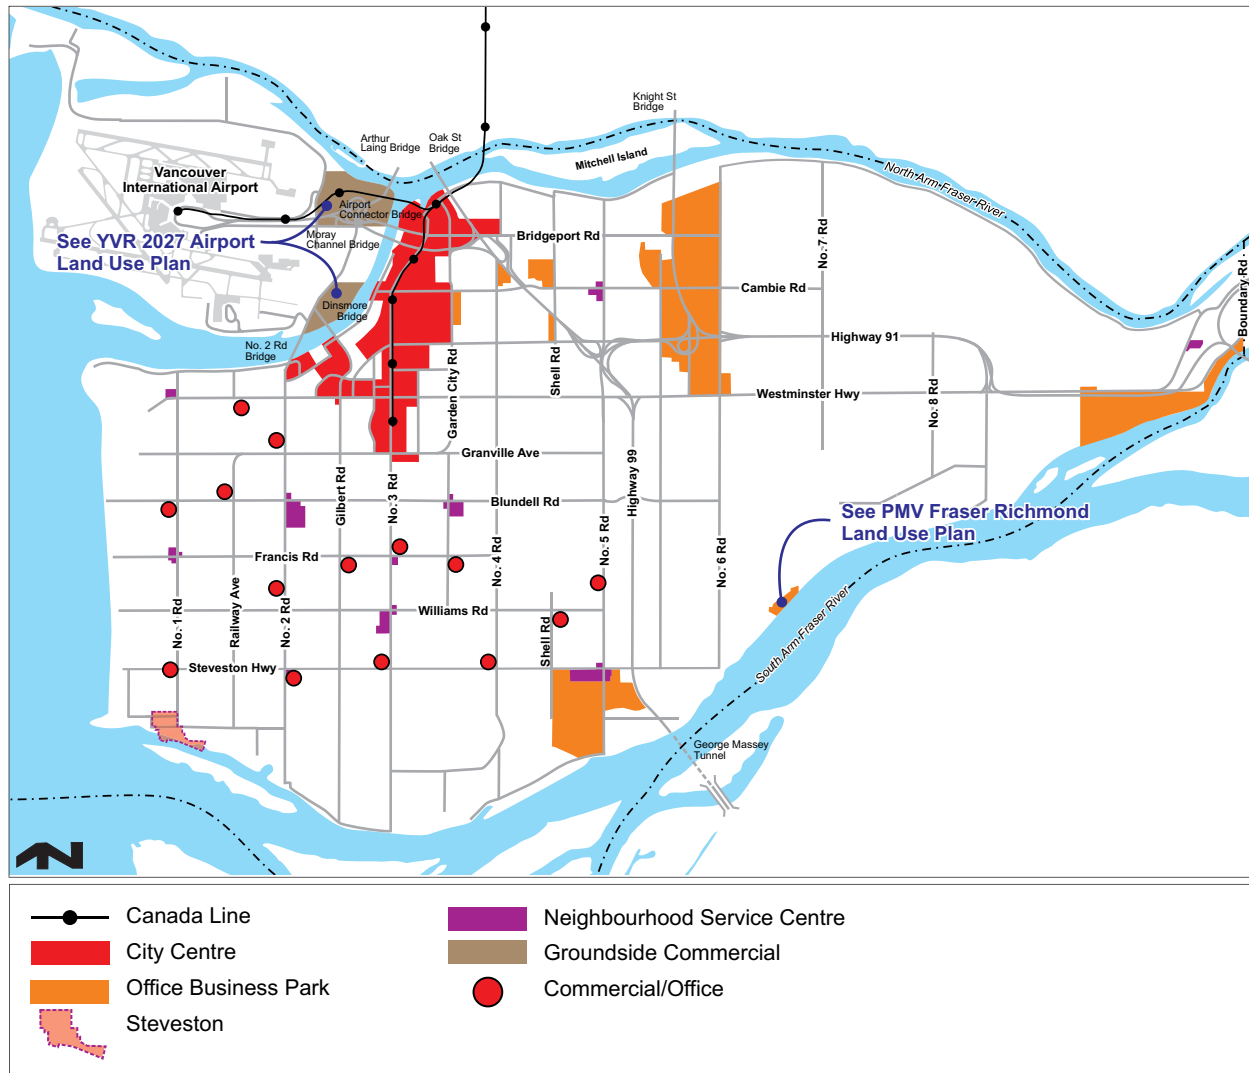 Knight St
Bridge
Arthur
Laing Bridge
Oak St
Bridge
Mitchell Island
North Arm Fraser River
Vancouver
International Airport
Airport
Connector Bridge
Moray
Channel Bridge
See YVR 2027 Airport
Land Use Plan
Bridgeport Rd
No. 7 Rd
Boundary Rd
Cambie Rd
Dinsmore
Bridge
No. 2 Rd
Bridge
Highway 91
Garden City Rd
Shell Rd
Westminster Hwy
No. 8 Rd
Granville Ave
Gilbert Rd
No. 3 Rd
Highway 99
Blundell Rd
See PMV Fraser Richmond
Land Use Plan
Francis Rd
No. 4 Rd
No. 5 Rd
No. 6 Rd
No. 1 Rd
Railway Ave
No. 2 Rd
Williams Rd
Shell Rd
South Arm Fraser River
Steveston Hwy
George Massey
Tunnel
N
Canada Line
City Centre
Office Business Park
Steveston
Neighbourhood Service Centre
Groundside Commercial
Commercial/Office